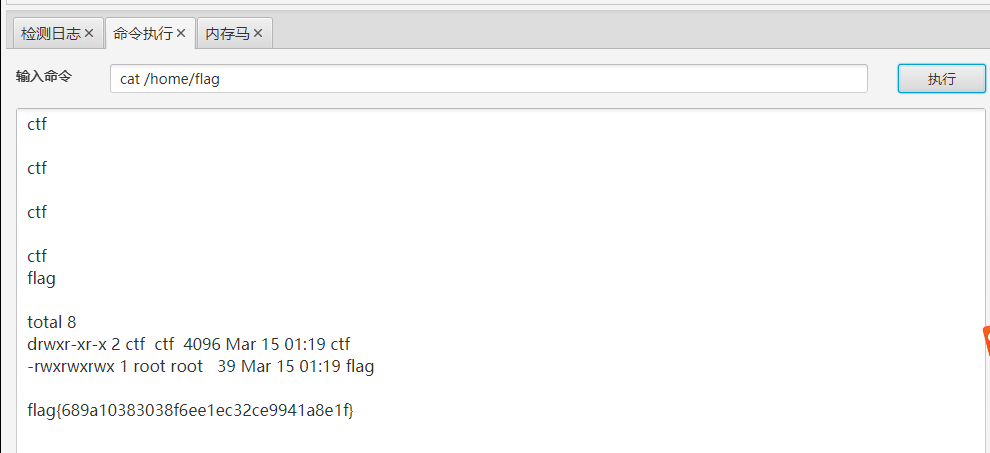 检测日志 × 命令执行 × 内存马 ×
输入命令 cat /home/flag 执行
ctf
ctf
ctf
ctf
flag
total 8
drwxr-xr-x 2 ctf  ctf  4096 Mar 15 01:19 ctf
-rwxrwxrwx 1 root root   39 Mar 15 01:19 flag
flag{689a10383038f6ee1ec32ce9941a8e1f}